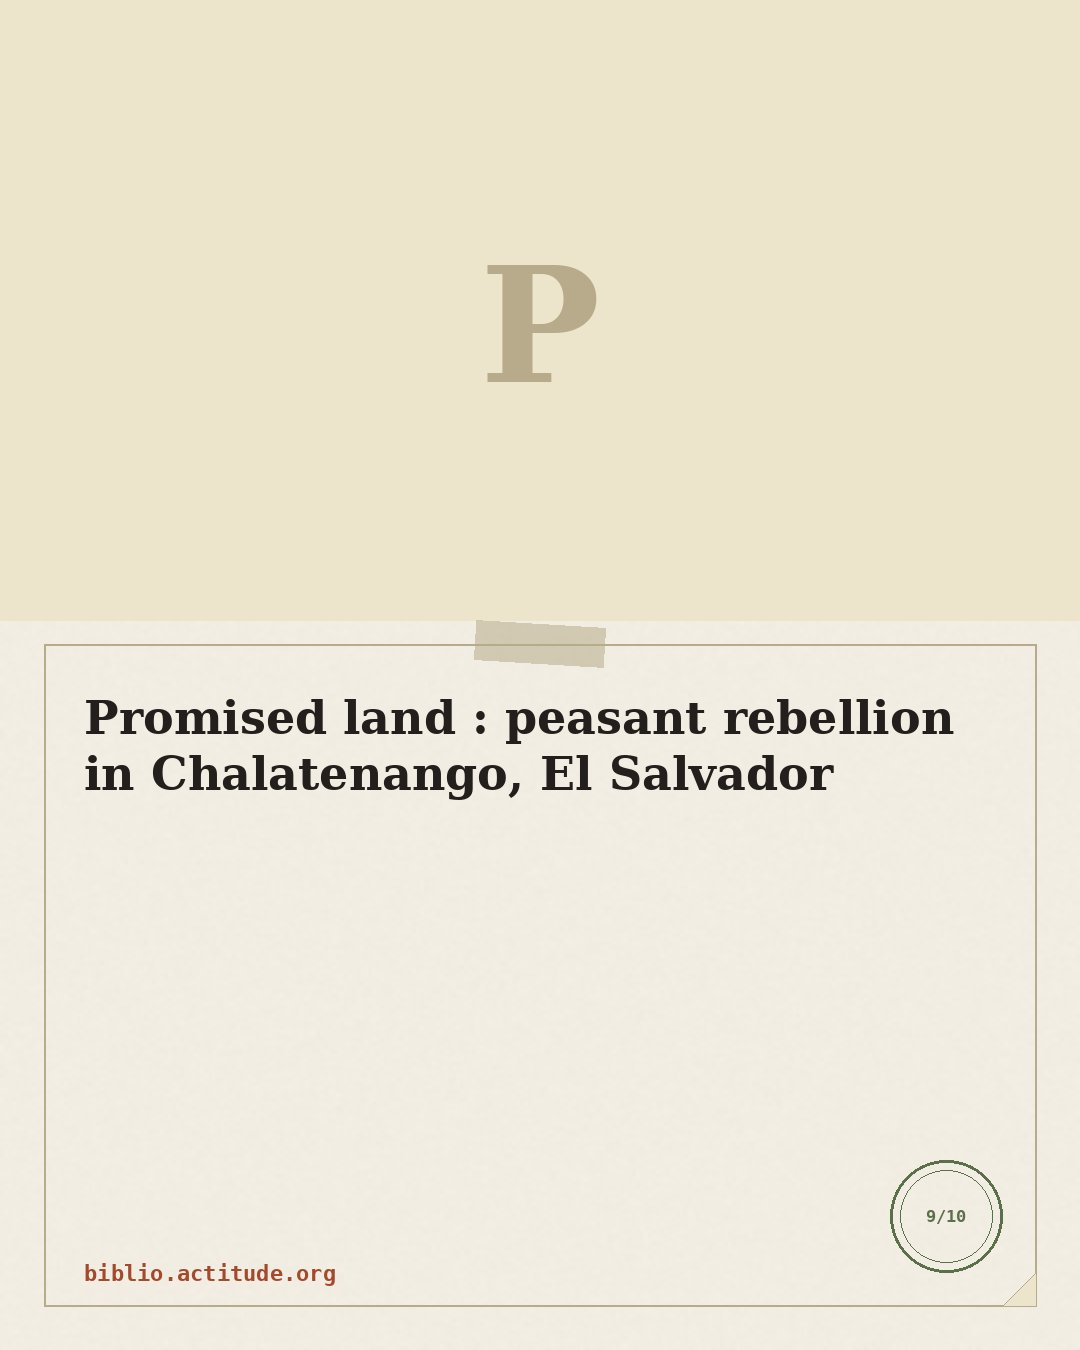 P
Promised land : peasant rebellion
in Chalatenango, El Salvador
9/10
biblio.actitude.org